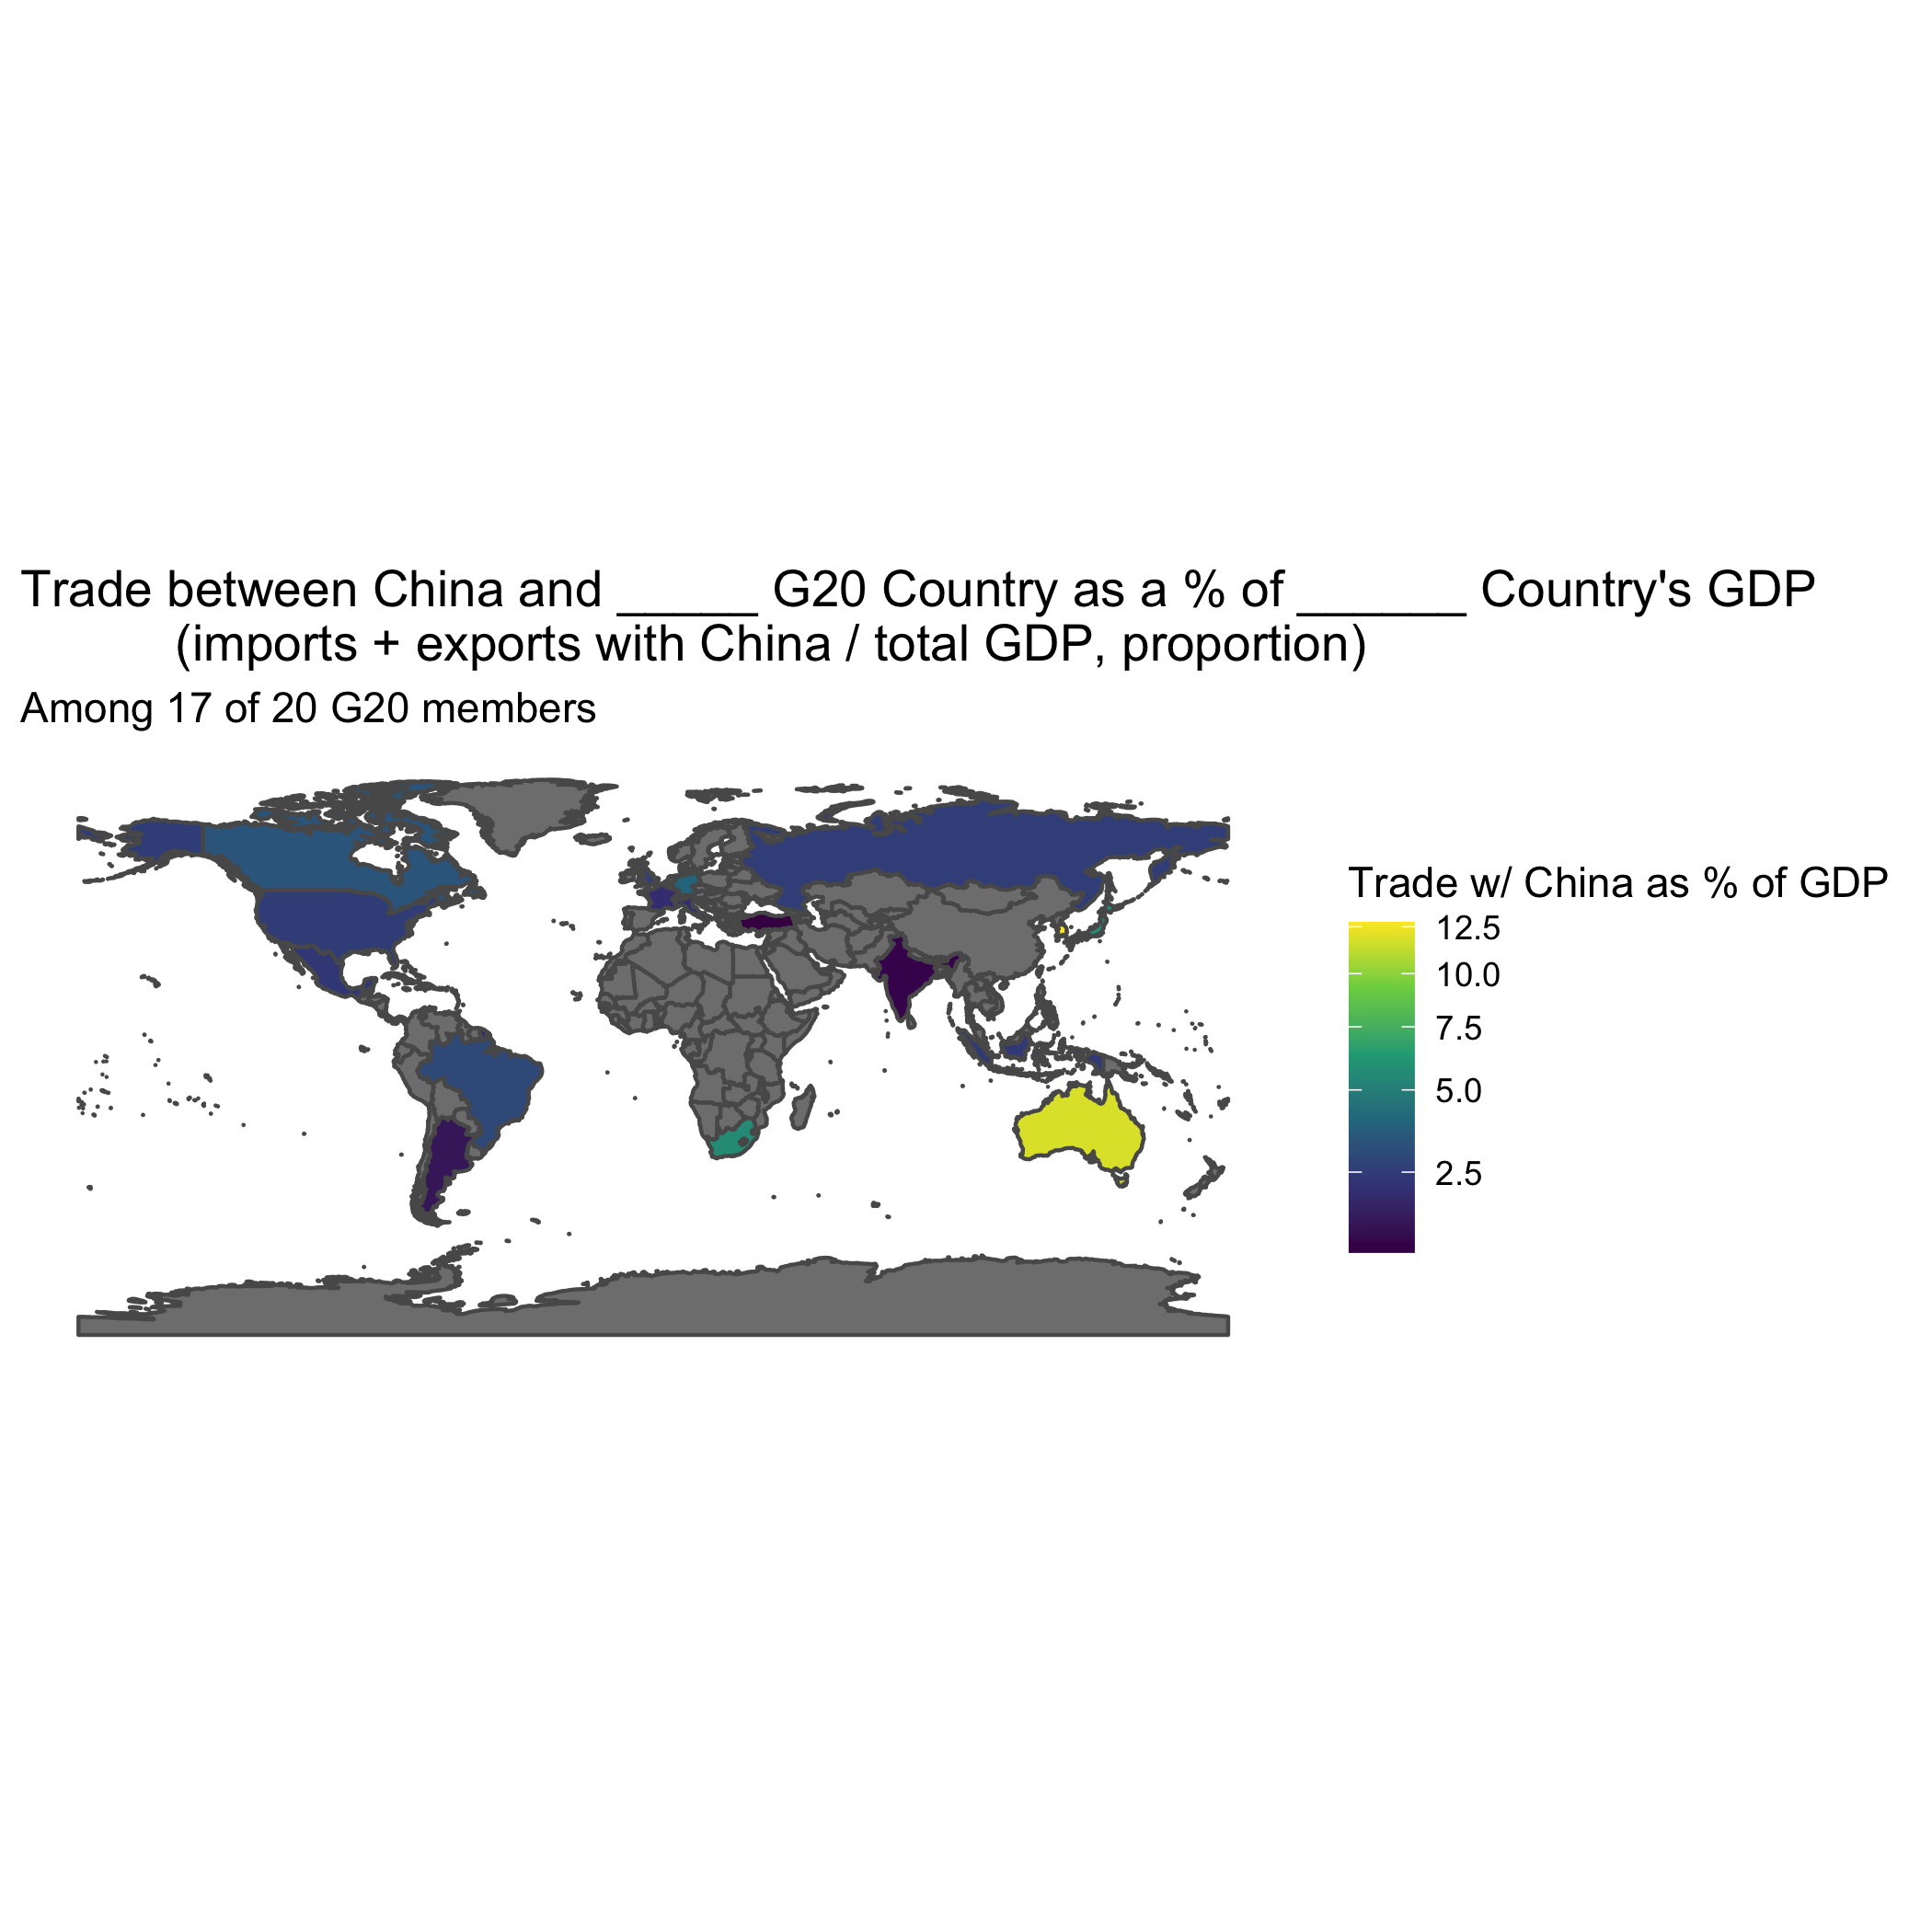 Trade between China and _____ G20 Country as a % of ______ Country's GDP
(imports + exports with China / total GDP, proportion)
Among 17 of 20 G20 members
Trade w/ China as % of GDP
12.5
10.0
7.5
5.0
2.5